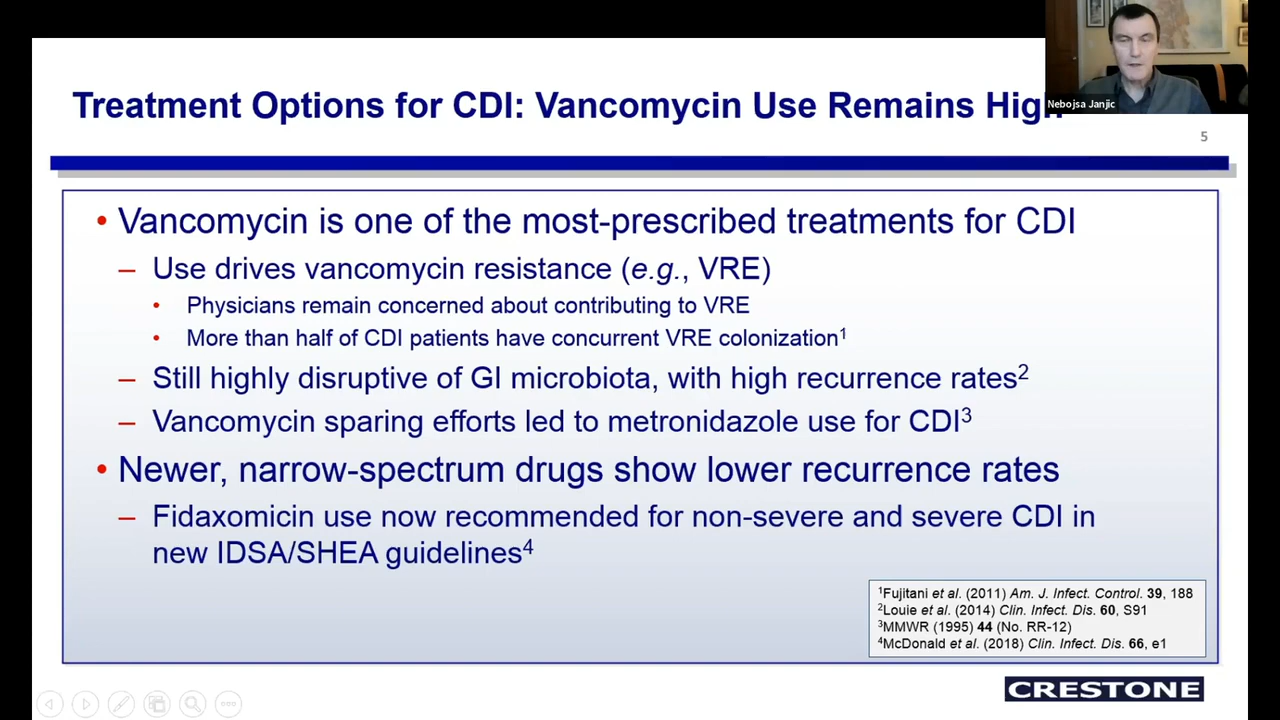 Treatment Options for CDI: Vancomycin Use Remains High
Nebojsa Janjic
5
• Vancomycin is one of the most-prescribed treatments for CDI
– Use drives vancomycin resistance (e.g., VRE)
• Physicians remain concerned about contributing to VRE
• More than half of CDI patients have concurrent VRE colonization¹
– Still highly disruptive of GI microbiota, with high recurrence rates²
– Vancomycin sparing efforts led to metronidazole use for CDI³
• Newer, narrow-spectrum drugs show lower recurrence rates
– Fidaxomicin use now recommended for non-severe and severe CDI in
new IDSA/SHEA guidelines⁴
¹Fujitani et al. (2011) Am. J. Infect. Control. 39, 188
²Louie et al. (2014) Clin. Infect. Dis. 60, S91
³MMWR (1995) 44 (No. RR-12)
⁴McDonald et al. (2018) Clin. Infect. Dis. 66, e1
CRESTONE